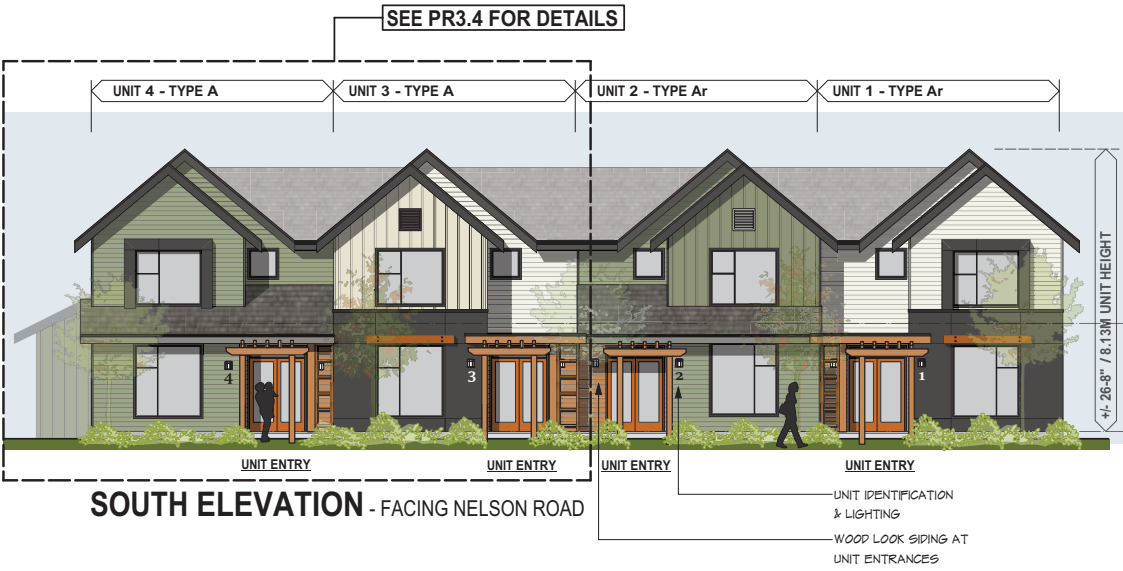 SEE PR3.4 FOR DETAILS
UNIT 4 - TYPE A
UNIT 3 - TYPE A
UNIT 2 - TYPE Ar
UNIT 1 - TYPE Ar
+/- 26-8" / 8.13M UNIT HEIGHT
4
3
2
1
UNIT ENTRY
UNIT ENTRY
UNIT ENTRY
UNIT ENTRY
SOUTH ELEVATION - FACING NELSON ROAD
UNIT IDENTIFICATION
& LIGHTING
WOOD LOOK SIDING AT
UNIT ENTRANCES